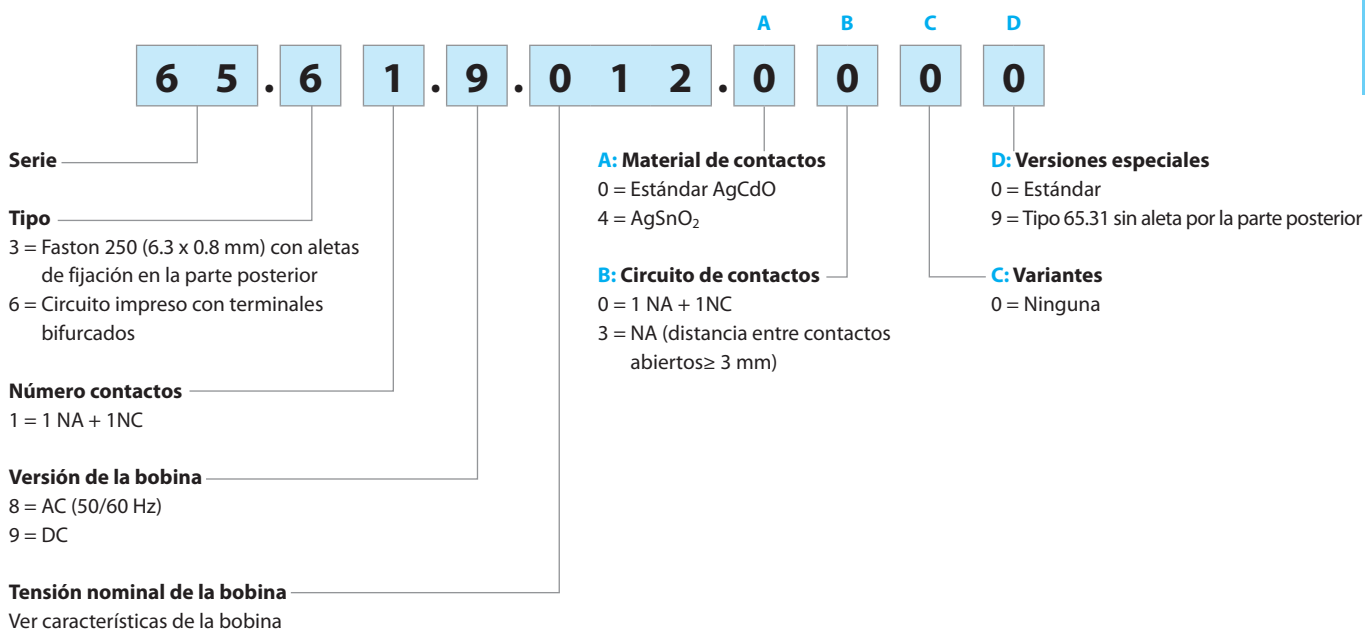 A B C D
6 5 . 6 1 . 9 . 0 1 2 . 0 0 0 0
Serie
Tipo
3 = Faston 250 (6.3 x 0.8 mm) con aletas
de fijación en la parte posterior
6 = Circuito impreso con terminales
bifurcados
Número contactos
1 = 1 NA + 1NC
Versión de la bobina
8 = AC (50/60 Hz)
9 = DC
Tensión nominal de la bobina
Ver características de la bobina
A: Material de contactos
0 = Estándar AgCdO
4 = AgSnO₂
B: Circuito de contactos
0 = 1 NA + 1NC
3 = NA (distancia entre contactos
abiertos≥ 3 mm)
D: Versiones especiales
0 = Estándar
9 = Tipo 65.31 sin aleta por la parte posterior
C: Variantes
0 = Ninguna